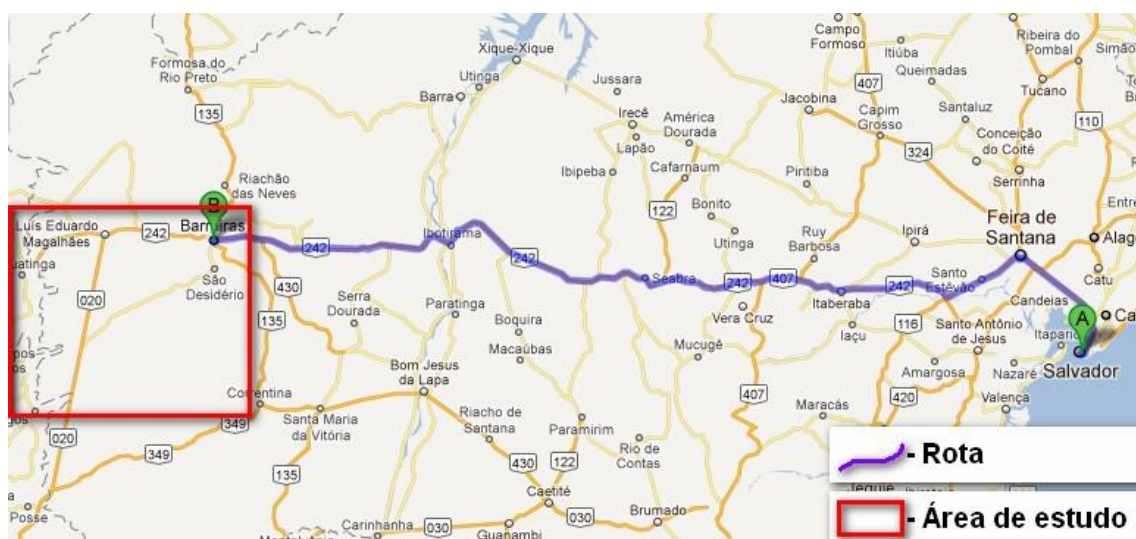 Formosa do
Rio Preto
135
Xique-Xique
Utinga
Barra
Jussara
Irecê
Lapão
América
Dourada
Ibipeba
Cafarnaum
122
Bonito
Utinga
Campo
Formoso
Itiúba
Queimadas
407
Jacobina
Capim
Grosso
Santaluz
324
Conceição
do Coité
Piritiba
Serrinha
Ribeira do
Pombal
Tucano
110
Riachão
das Neves
B
Barreiras
Luís Eduardo
Magalhães
242
020
São
Desidério
430
135
242
Ibotirama
242
Seabra
242
407
Ruy
Barbosa
Ipirá
Itaberaba
242
Santo
Estêvão
Feira de
Santana
Alag
Catu
Candeias
A
Itapari
Salvador
Serra
Dourada
Paratinga
Boquira
Macaúbas
Vera Cruz
Mucugê
Iaçu
116
Santo Antônio
de Jesus
Amargosa
Nazaré
Valença
420
407
Maracás
Bom Jesus
da Lapa
Correntina
Santa Maria
da Vitória
349
020
349
135
Riacho de
Santana
Paramirim
Rio de
Contas
430
122
Caetité
030
030
Brumado
Guanambi
Carinhanha
Posse
- Rota
- Área de estudo